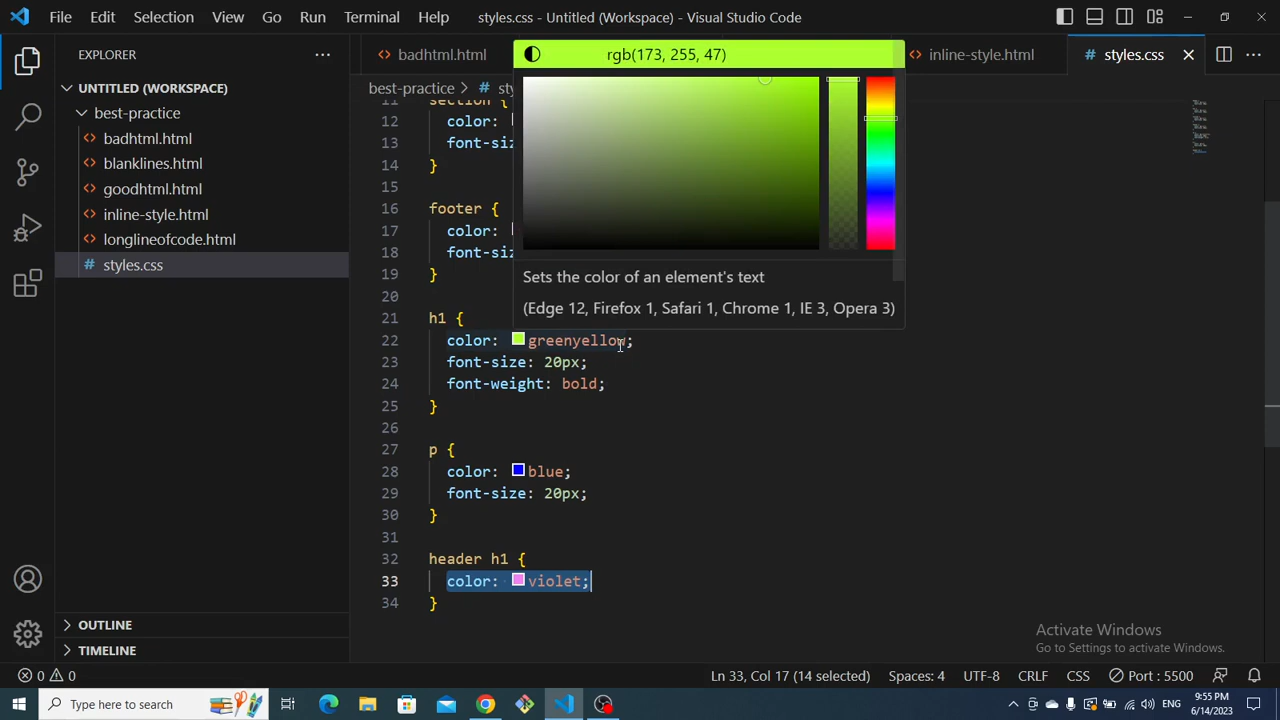 File Edit Selection View Go Run Terminal Help styles.css - Untitled (Workspace) - Visual Studio Code
EXPLORER
UNTITLED (WORKSPACE)
best-practice
badhtml.html
blanklines.html
goodhtml.html
inline-style.html
longlineofcode.html
# styles.css
OUTLINE
TIMELINE
badhtml.html inline-style.html # styles.css
best-practice > #
rgb(173, 255, 47)
Sets the color of an element's text
(Edge 12, Firefox 1, Safari 1, Chrome 1, IE 3, Opera 3)
11 section {
12 color:
13
14 }
15
16 footer {
17 color:
18
19 }
20
21 h1 {
22 color: greenyellow;
23 font-size: 20px;
24 font-weight: bold;
25 }
26
27 p {
28 color: blue;
29 font-size: 20px;
30 }
31
32 header h1 {
33 color: violet;
34 }
Activate Windows
Go to Settings to activate Windows.
0 0 Ln 33, Col 17 (14 selected) Spaces: 4 UTF-8 CRLF CSS Port : 5500
Type here to search
9:55 PM
6/14/2023